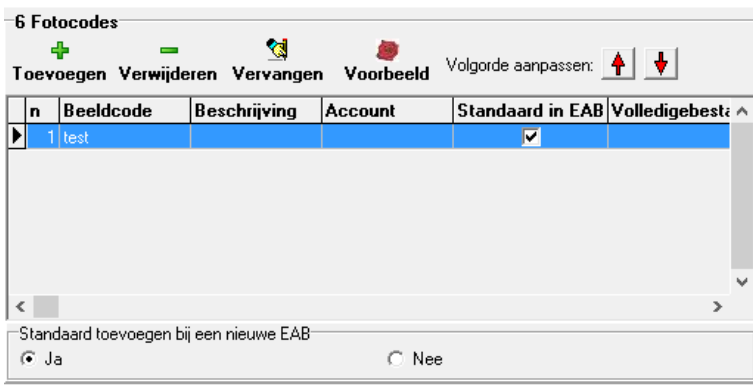 6 Fotocodes
Toevoegen Verwijderen Vervangen Voorbeeld Volgorde aanpassen:
n Beeldcode Beschrijving Account Standaard in EAB Volledigebesta
1 test
Standaard toevoegen bij een nieuwe EAB
Ja Nee